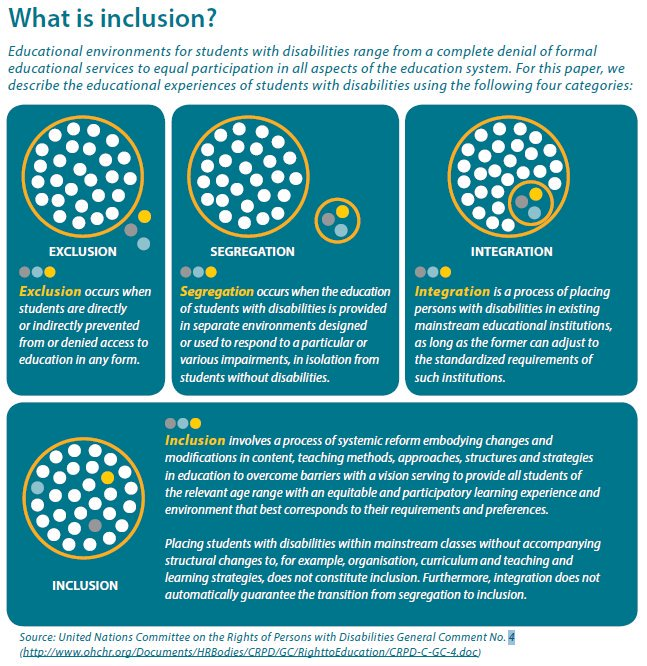 What is inclusion?
Educational environments for students with disabilities range from a complete denial of formal
educational services to equal participation in all aspects of the education system. For this paper, we
describe the educational experiences of students with disabilities using the following four categories:
EXCLUSION
Exclusion occurs when
students are directly
or indirectly prevented
from or denied access to
education in any form.
SEGREGATION
Segregation occurs when the education
of students with disabilities is provided
in separate environments designed
or used to respond to a particular or
various impairments, in isolation from
students without disabilities.
INTEGRATION
Integration is a process of placing
persons with disabilities in existing
mainstream educational institutions,
as long as the former can adjust to
the standardized requirements of
such institutions.
INCLUSION
Inclusion involves a process of systemic reform embodying changes and
modifications in content, teaching methods, approaches, structures and strategies
in education to overcome barriers with a vision serving to provide all students of
the relevant age range with an equitable and participatory learning experience and
environment that best corresponds to their requirements and preferences.
Placing students with disabilities within mainstream classes without accompanying
structural changes to, for example, organisation, curriculum and teaching and
learning strategies, does not constitute inclusion. Furthermore, integration does not
automatically guarantee the transition from segregation to inclusion.
Source: United Nations Committee on the Rights of Persons with Disabilities General Comment No. 4
(http://www.ohchr.org/Documents/HRBodies/CRPD/GC/RighttoEducation/CRPD-C-GC-4.doc)